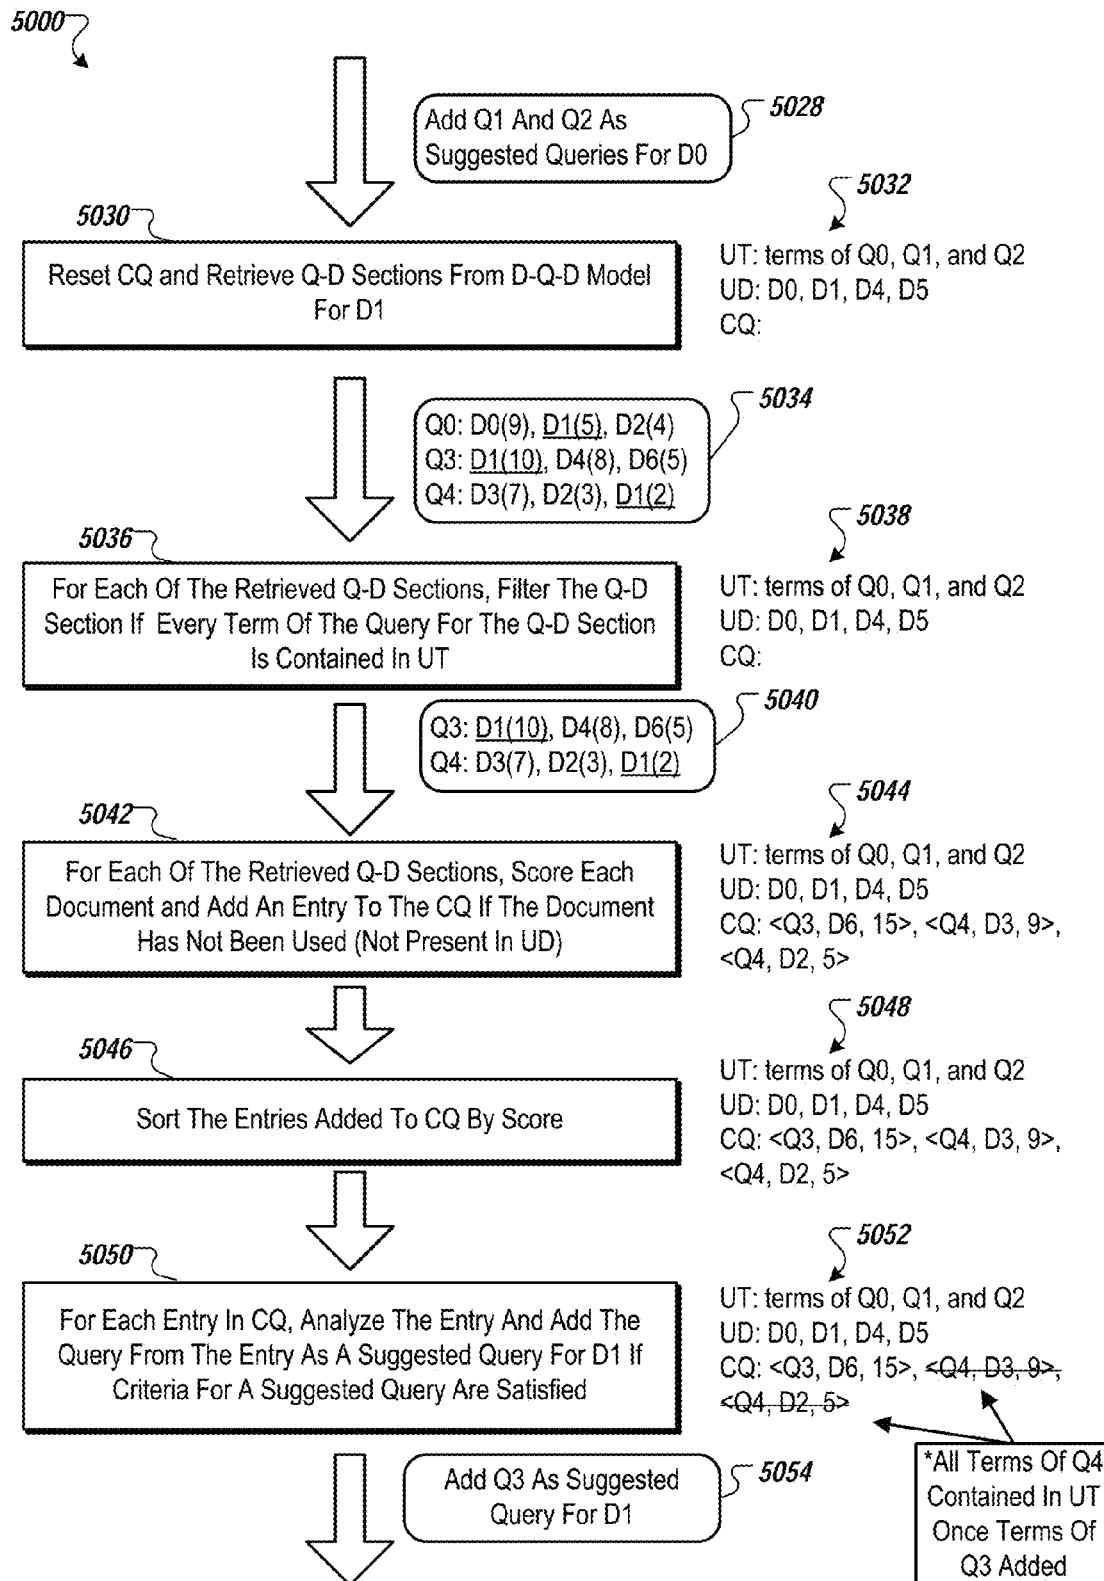 5000
Add Q1 And Q2 As
Suggested Queries For D0
5028
5030
Reset CQ and Retrieve Q-D Sections From D-Q-D Model
For D1
5032
UT: terms of Q0, Q1, and Q2
UD: D0, D1, D4, D5
CQ:
Q0: D0(9), D1(5), D2(4)
Q3: D1(10), D4(8), D6(5)
Q4: D3(7), D2(3), D1(2)
5034
5036
For Each Of The Retrieved Q-D Sections, Filter The Q-D
Section If Every Term Of The Query For The Q-D Section
Is Contained In UT
5038
UT: terms of Q0, Q1, and Q2
UD: D0, D1, D4, D5
CQ:
Q3: D1(10), D4(8), D6(5)
Q4: D3(7), D2(3), D1(2)
5040
5042
For Each Of The Retrieved Q-D Sections, Score Each
Document and Add An Entry To The CQ If The Document
Has Not Been Used (Not Present In UD)
5044
UT: terms of Q0, Q1, and Q2
UD: D0, D1, D4, D5
CQ: <Q3, D6, 15>, <Q4, D3, 9>,
<Q4, D2, 5>
5046
Sort The Entries Added To CQ By Score
5048
UT: terms of Q0, Q1, and Q2
UD: D0, D1, D4, D5
CQ: <Q3, D6, 15>, <Q4, D3, 9>,
<Q4, D2, 5>
5050
For Each Entry In CQ, Analyze The Entry And Add The
Query From The Entry As A Suggested Query For D1 If
Criteria For A Suggested Query Are Satisfied
5052
UT: terms of Q0, Q1, and Q2
UD: D0, D1, D4, D5
CQ: <Q3, D6, 15>, <Q4, D3, 9>,
<Q4, D2, 5>
Add Q3 As Suggested
Query For D1
5054
*All Terms Of Q4
Contained In UT
Once Terms Of
Q3 Added